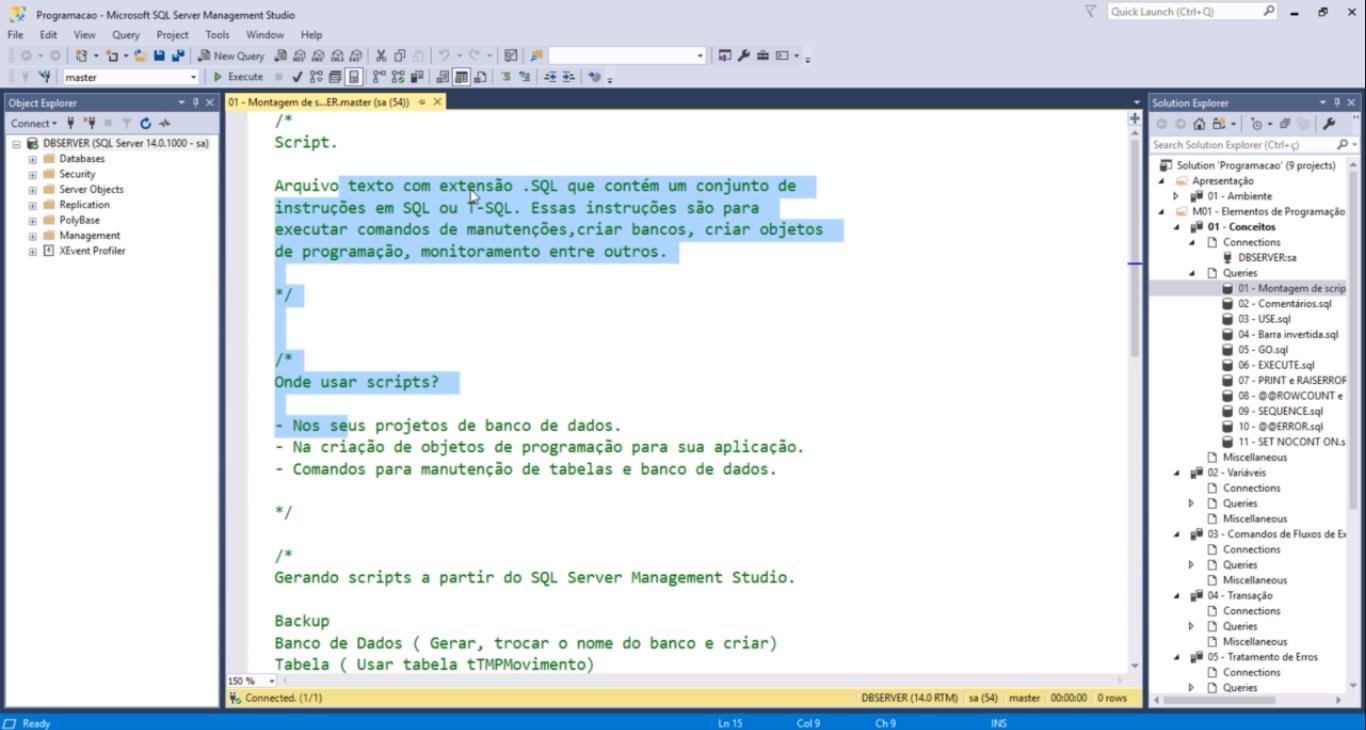 Programacao - Microsoft SQL Server Management Studio
Quick Launch (Ctrl+Q)
File Edit View Query Project Tools Window Help
New Query
master
Execute
Object Explorer
Connect
DBSERVER (SQL Server 14.0.1000 - sa)
Databases
Security
Server Objects
Replication
PolyBase
Management
XEvent Profiler
01 - Montagem de s...ER.master (sa (54))
/*
Script.
Arquivo texto com extensão .SQL que contém um conjunto de
instruções em SQL ou T-SQL. Essas instruções são para
executar comandos de manutenções,criar bancos, criar objetos
de programação, monitoramento entre outros.
*/
/*
Onde usar scripts?
- Nos seus projetos de banco de dados.
- Na criação de objetos de programação para sua aplicação.
- Comandos para manutenção de tabelas e banco de dados.
*/
/*
Gerando scripts a partir do SQL Server Management Studio.
Backup
Banco de Dados ( Gerar, trocar o nome do banco e criar)
Tabela ( Usar tabela tTMPMovimento)
150 %
Connected. (1/1)
DBSERVER (14.0 RTM) sa (54) master 00:00:00 0 rows
Solution Explorer
Search Solution Explorer (Ctrl+ç)
Solution 'Programacao' (9 projects)
Apresentação
01 - Ambiente
M01 - Elementos de Programação
01 - Conceitos
Connections
DBSERVER:sa
Queries
01 - Montagem de scrip
02 - Comentários.sql
03 - USE.sql
04 - Barra invertida.sql
05 - GO.sql
06 - EXECUTE.sql
07 - PRINT e RAISERROR
08 - @@ROWCOUNT e
09 - SEQUENCE.sql
10 - @@ERROR.sql
11 - SET NOCONT ON.s
Miscellaneous
02 - Variáveis
Connections
Queries
Miscellaneous
03 - Comandos de Fluxos de Ex
Connections
Queries
Miscellaneous
04 - Transação
Connections
Queries
Miscellaneous
05 - Tratamento de Erros
Connections
Queries
Ready
Ln 15 Col 9 Ch 9 INS